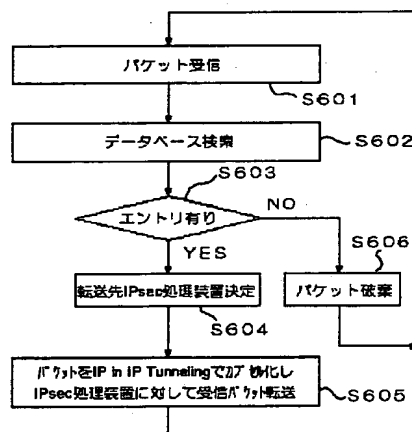 パケット受信
S601
データベース検索
S602
S603
エントリ有り
NO
YES
S606
転送先IPsec処理装置決定
パケット破棄
S604
パケットをIP in IP Tunnelingでカプセル化し
IPsec処理装置に対して受信パケット転送
S605